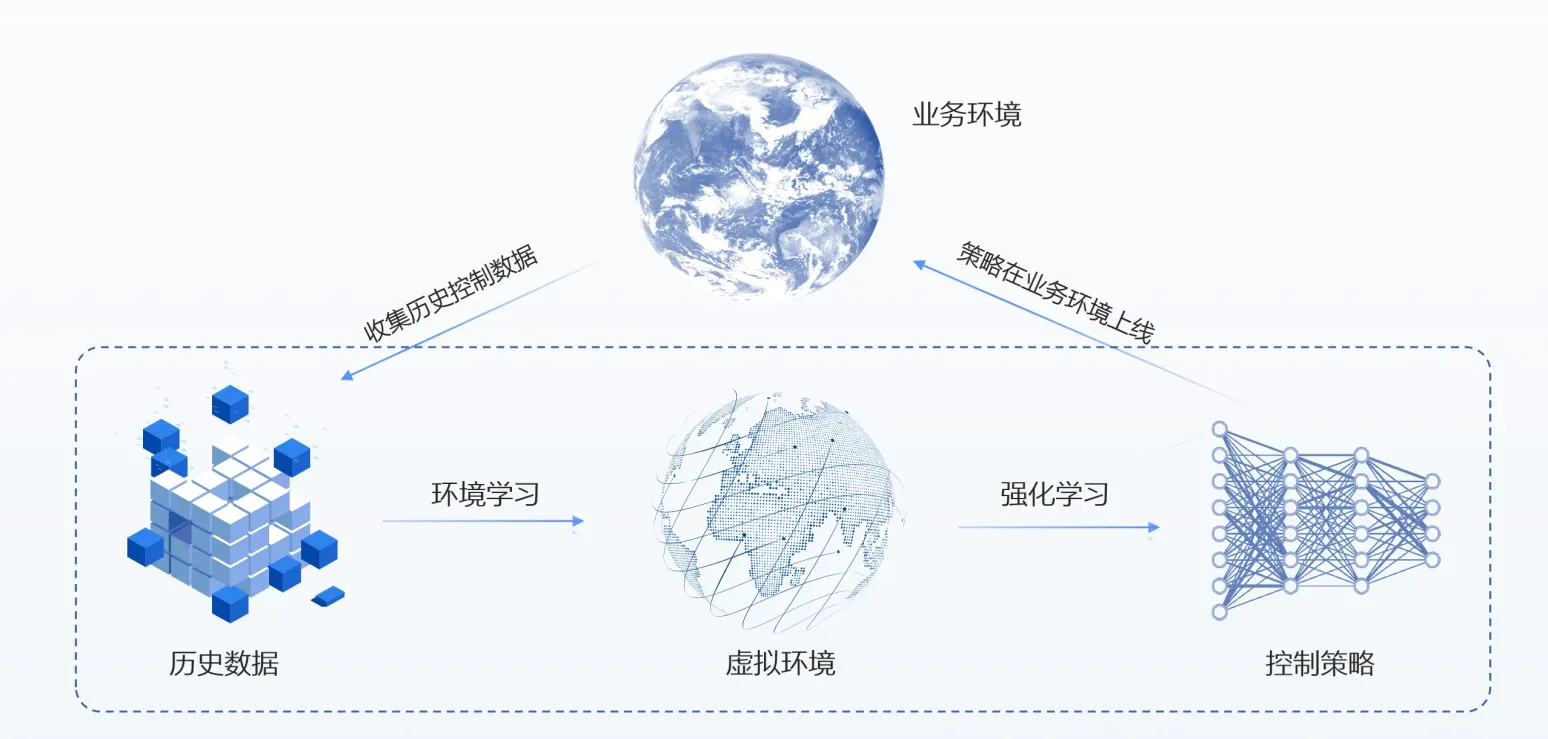 业务环境
收集历史控制数据
策略在业务环境上线
环境学习
强化学习
历史数据
虚拟环境
控制策略